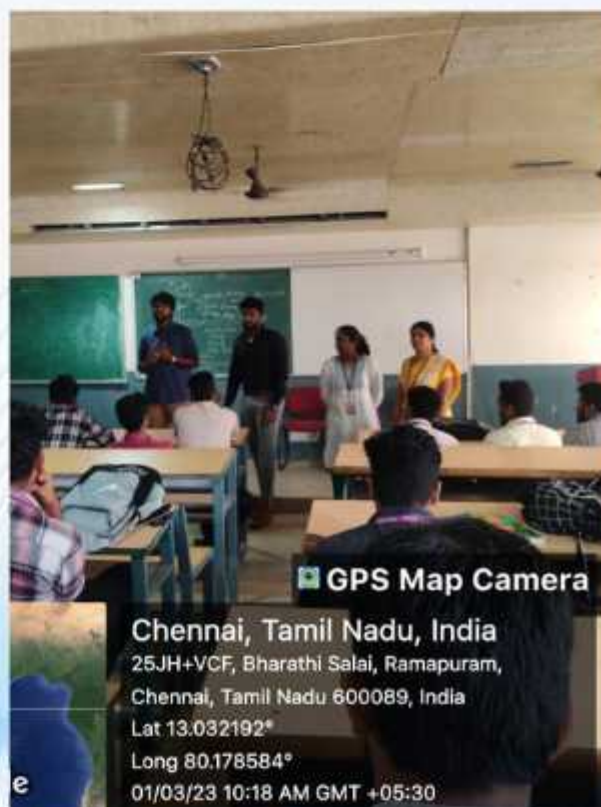 GPS Map Camera
Chennai, Tamil Nadu, India
25JH+VCF, Bharathi Salai, Ramapuram,
Chennai, Tamil Nadu 600089, India
Lat 13.032192°
Long 80.178584°
01/03/23 10:18 AM GMT +05:30
e